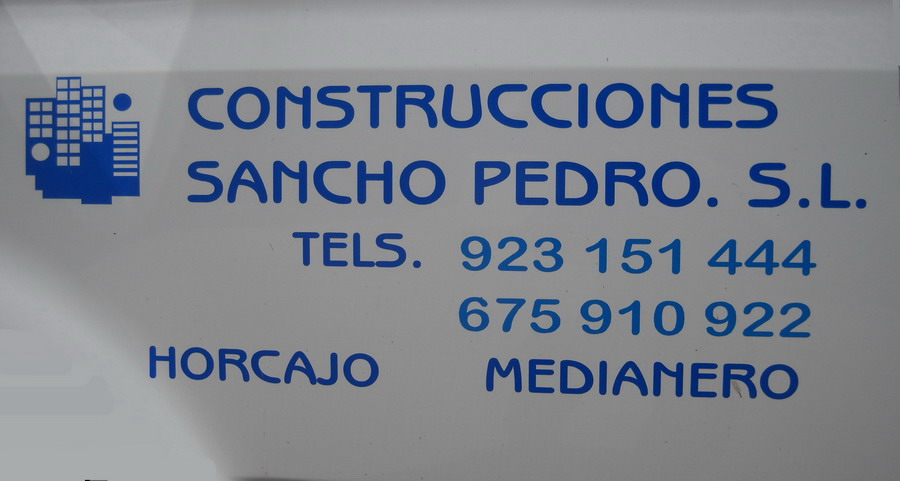 CONSTRUCCIONES
SANCHO PEDRO. S.L.
TELS. 923 151 444
675 910 922
HORCAJO MEDIANERO